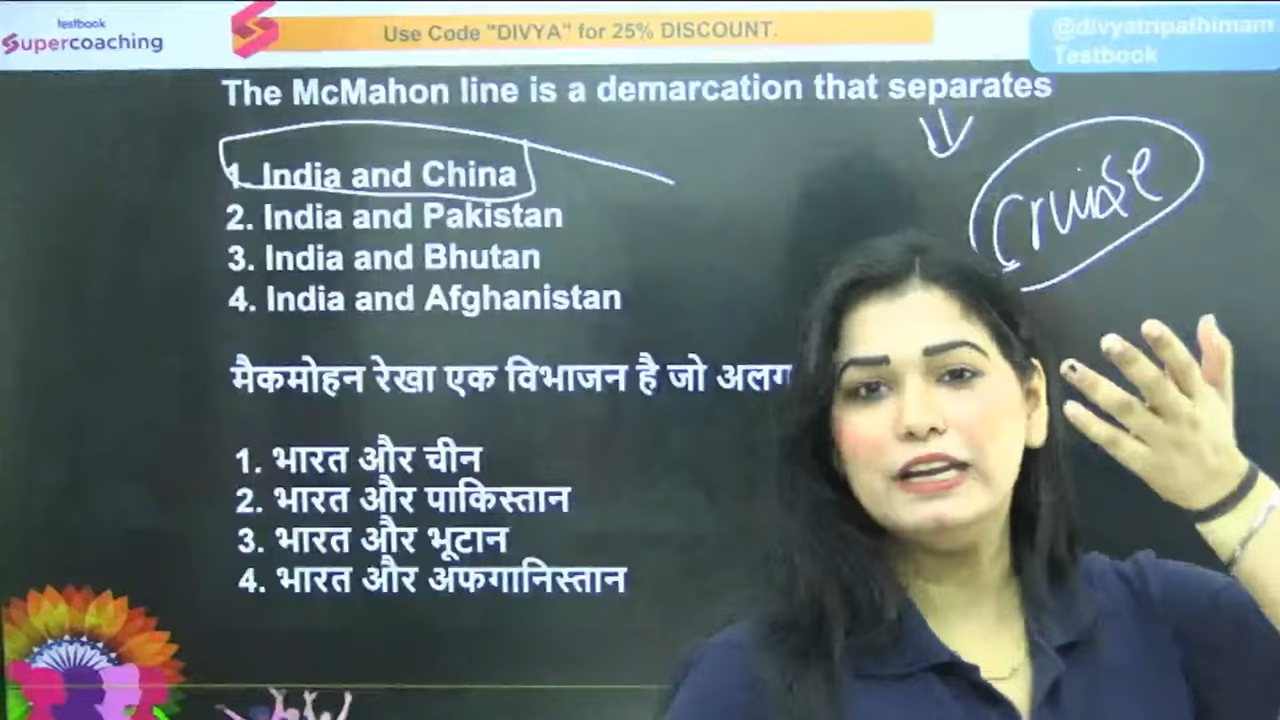 testbook
Supercoaching
Use Code "DIVYA" for 25% DISCOUNT.
@divyatripathimam
Testbook
The McMahon line is a demarcation that separates
1. India and China
2. India and Pakistan
3. India and Bhutan
4. India and Afghanistan
मैकमोहन रेखा एक विभाजन है जो अलग
1. भारत और चीन
2. भारत और पाकिस्तान
3. भारत और भूटान
4. भारत और अफगानिस्तान